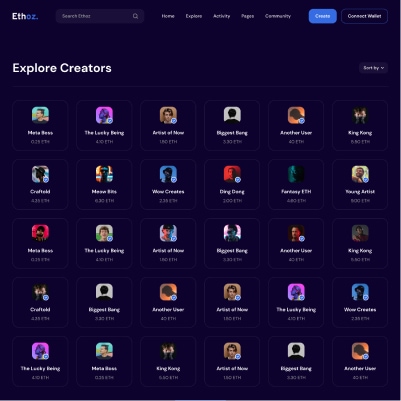 Ethoz.
Search Ethoz
Home
Explore
Activity
Pages
Community
Create
Connect Wallet
Explore Creators
Sort by
Meta Boss
0.25 ETH
The Lucky Being
4.10 ETH
Artist of Now
1.50 ETH
Biggest Bang
3.30 ETH
Another User
40 ETH
King Kong
5.60 ETH
Craftold
4.35 ETH
Meow Bits
6.30 ETH
Wow Creates
2.35 ETH
Ding Dong
2.00 ETH
Fantasy ETH
4.60 ETH
Young Artist
9.00 ETH
Meta Boss
0.25 ETH
The Lucky Being
4.10 ETH
Artist of Now
1.50 ETH
Biggest Bang
3.30 ETH
Another User
40 ETH
King Kong
5.60 ETH
Craftold
4.35 ETH
Biggest Bang
3.30 ETH
Another User
40 ETH
Artist of Now
1.50 ETH
The Lucky Being
4.10 ETH
Wow Creates
2.35 ETH
The Lucky Being
4.10 ETH
Meta Boss
0.25 ETH
King Kong
5.60 ETH
Artist of Now
1.50 ETH
Biggest Bang
3.30 ETH
Another User
40 ETH